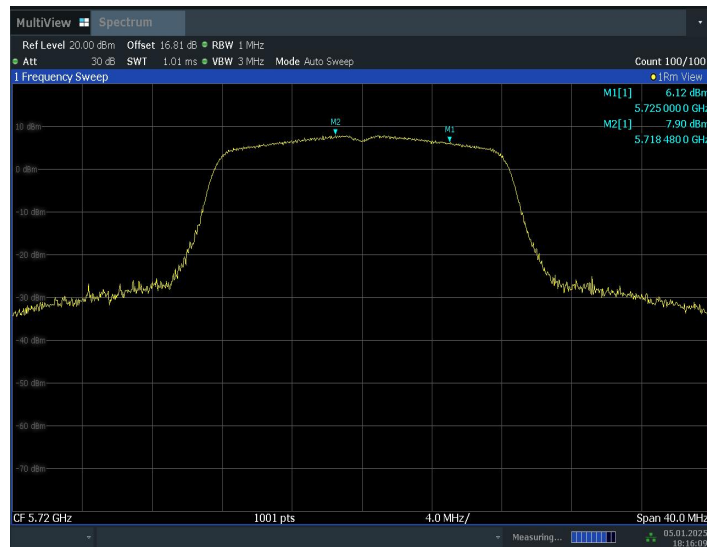 MultiView Spectrum
Ref Level 20.00 dBm Offset 16.81 dB RBW 1 MHz
Att 30 dB SWT 1.01 ms VBW 3 MHz Mode Auto Sweep Count 100/100
1 Frequency Sweep 1Rm View
M1[1] 6.12 dBm
5.725 000 0 GHz
M2[1] 7.90 dBm
5.718 480 0 GHz
M2
M1
10 dBm
0 dBm
-10 dBm
-20 dBm
-30 dBm
-40 dBm
-50 dBm
-60 dBm
-70 dBm
CF 5.72 GHz 1001 pts 4.0 MHz/ Span 40.0 MHz
Measuring... 05.01.2025
18:16:09